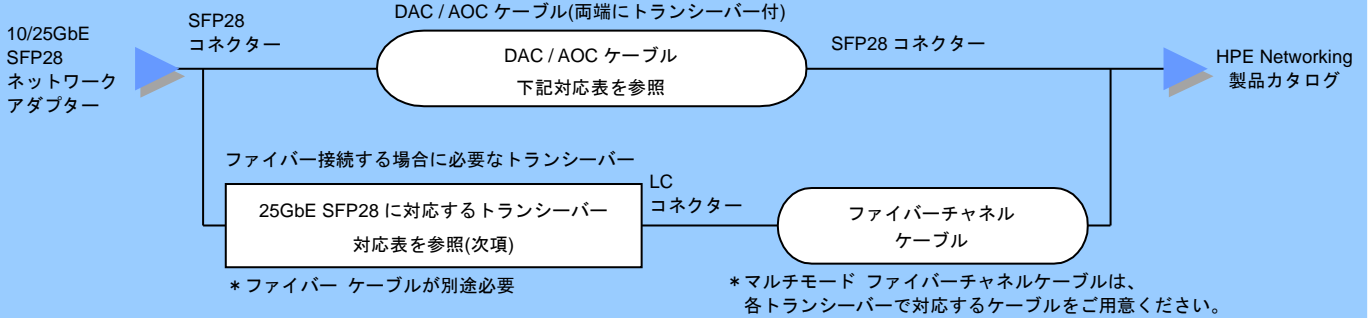 DAC / AOC ケーブル(両端にトランシーバー付)
10/25GbE
SFP28
ネットワーク
アダプター
SFP28
コネクター
DAC / AOC ケーブル
下記対応表を参照
SFP28 コネクター
HPE Networking
製品カタログ
ファイバー接続する場合に必要なトランシーバー
25GbE SFP28 に対応するトランシーバー
対応表を参照(次項)
LC
コネクター
ファイバーチャネル
ケーブル
＊ファイバー ケーブルが別途必要
＊マルチモード ファイバーチャネルケーブルは、
各トランシーバーで対応するケーブルをご用意ください。